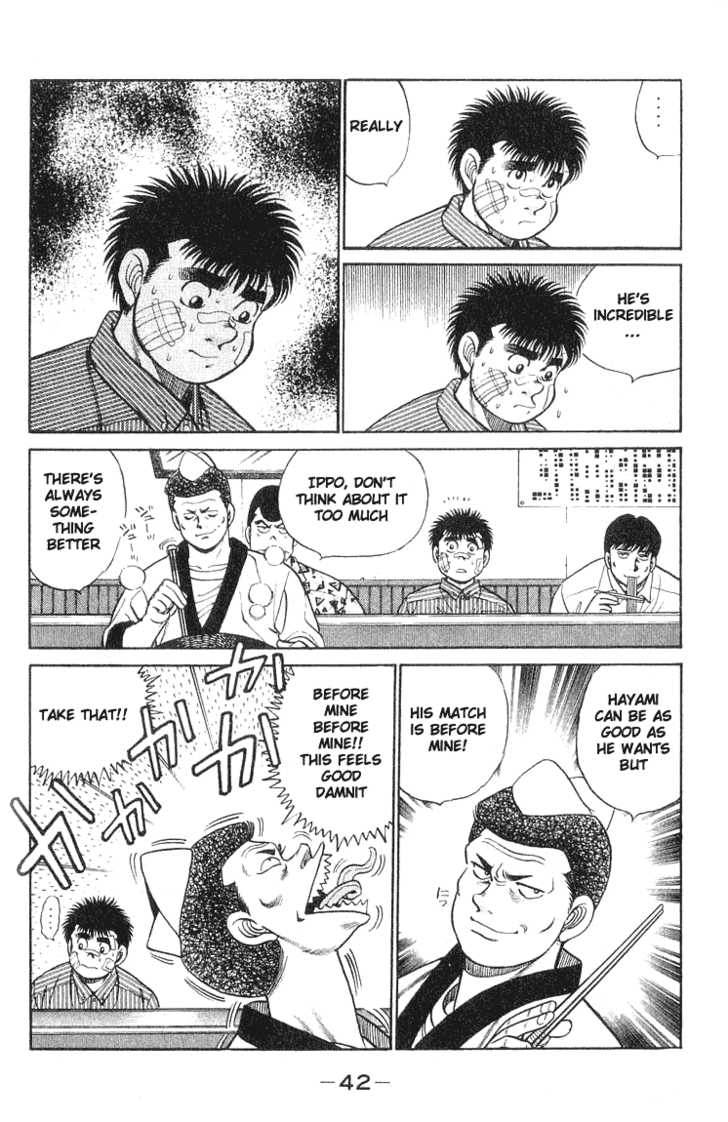 ....
REALLY
HE'S
INCREDIBLE
...
IPPO, DON'T
THINK ABOUT IT
TOO MUCH
THERE'S
ALWAYS
SOME-
THING
BETTER
HAYAMI
CAN BE AS
GOOD AS
HE WANTS
BUT
HIS MATCH
IS BEFORE
MINE!
BEFORE
MINE
BEFORE
MINE!!
THIS FEELS
GOOD
DAMNIT
カ
カ
カ
カ
カ
TAKE THAT!!
...
-42-